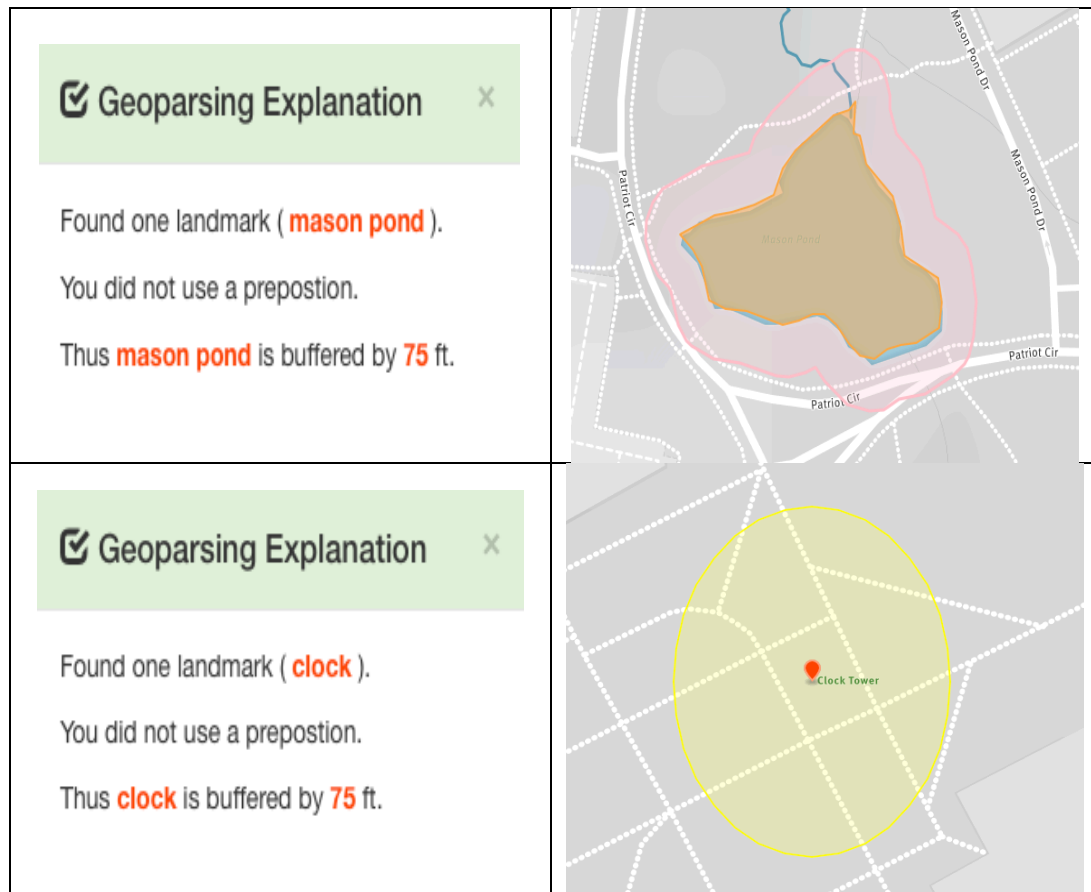 Geoparsing Explanation ×
Found one landmark ( mason pond ).
You did not use a prepostion.
Thus mason pond is buffered by 75 ft.
Mason Pond Dr
Mason Pond Dr
Patriot Cir
Mason Pond
Patriot Cir
Patriot Cir
Geoparsing Explanation ×
Found one landmark ( clock ).
You did not use a prepostion.
Thus clock is buffered by 75 ft.
Clock Tower